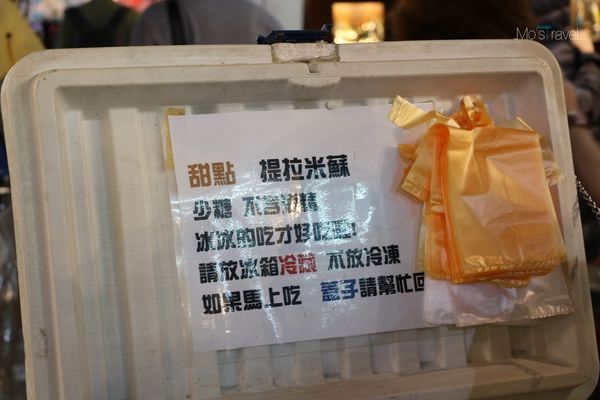 Mo'sTravel
甜點 提拉米蘇
少糖 不含酒精
冰冰的吃才好吃喔!
請放冰箱冷藏 不放冷凍
如果馬上吃 蓋子請幫忙回